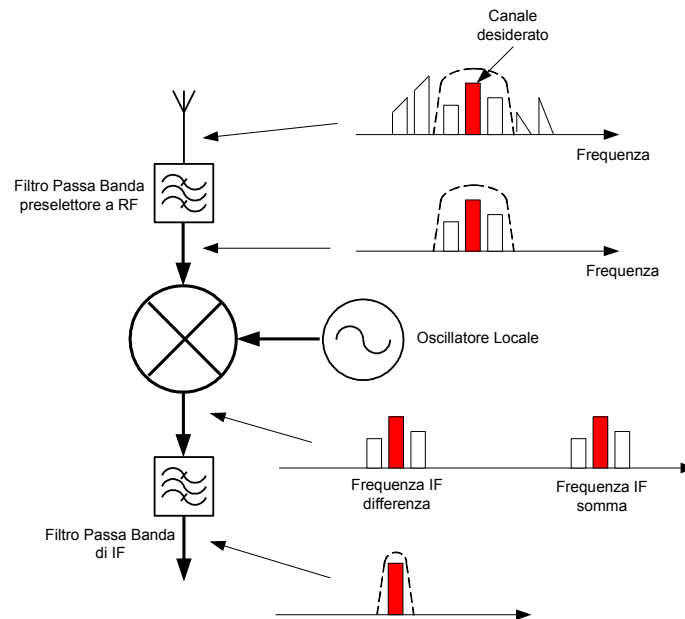 Canale
desiderato
Frequenza
Filtro Passa Banda
preselettore a RF
Frequenza
Oscillatore Locale
Frequenza IF
differenza
Frequenza IF
somma
Filtro Passa Banda
di IF